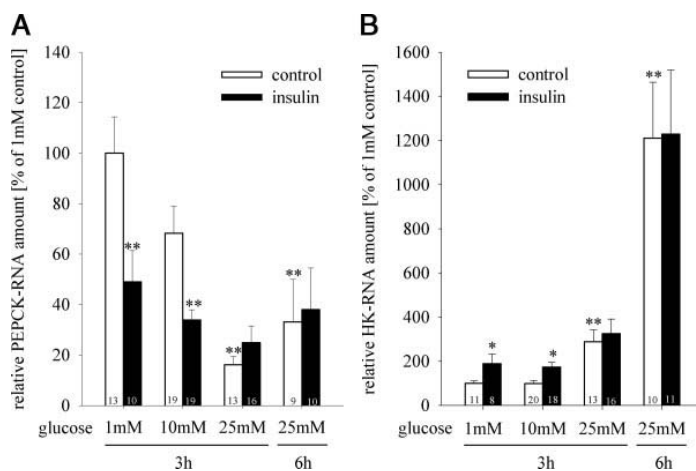 A
relative PEPCK-RNA amount [% of 1mM control]
140
120
100
80
60
40
20
0
control
insulin
**
**
**
**
13 10 19 19 13 16 9 10
glucose 1mM 10mM 25mM 25mM
3h 6h
B
relative HK-RNA amount [% of 1mM control]
1600
1400
1200
1000
800
600
400
200
0
control
insulin
*
*
**
**
11 8 20 18 13 16 10 11
glucose 1mM 10mM 25mM 25mM
3h 6h